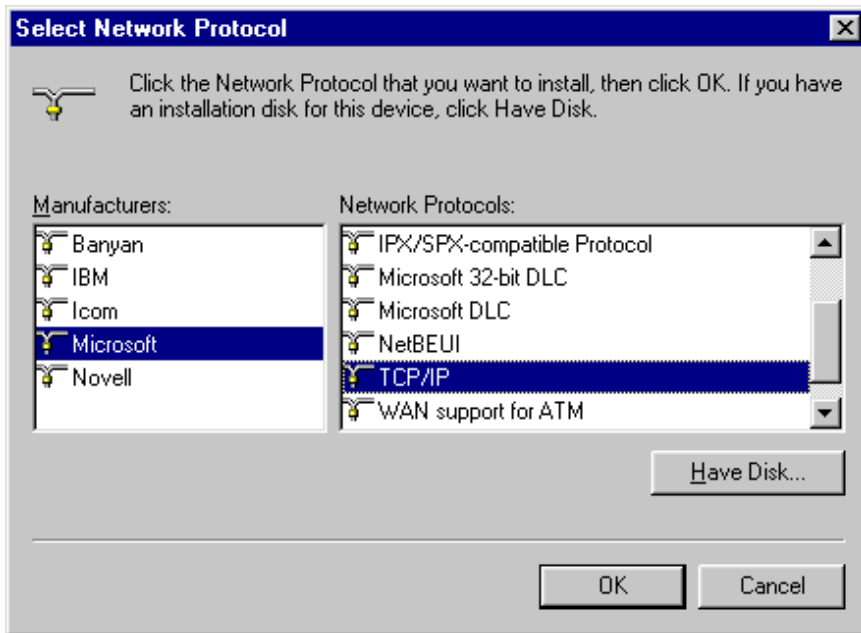 Select Network Protocol
Click the Network Protocol that you want to install, then click OK. If you have
an installation disk for this device, click Have Disk.
Manufacturers:
Banyan
IBM
Icom
Microsoft
Novell
Network Protocols:
IPX/SPX-compatible Protocol
Microsoft 32-bit DLC
Microsoft DLC
NetBEUI
TCP/IP
WAN support for ATM
Have Disk...
OK
Cancel